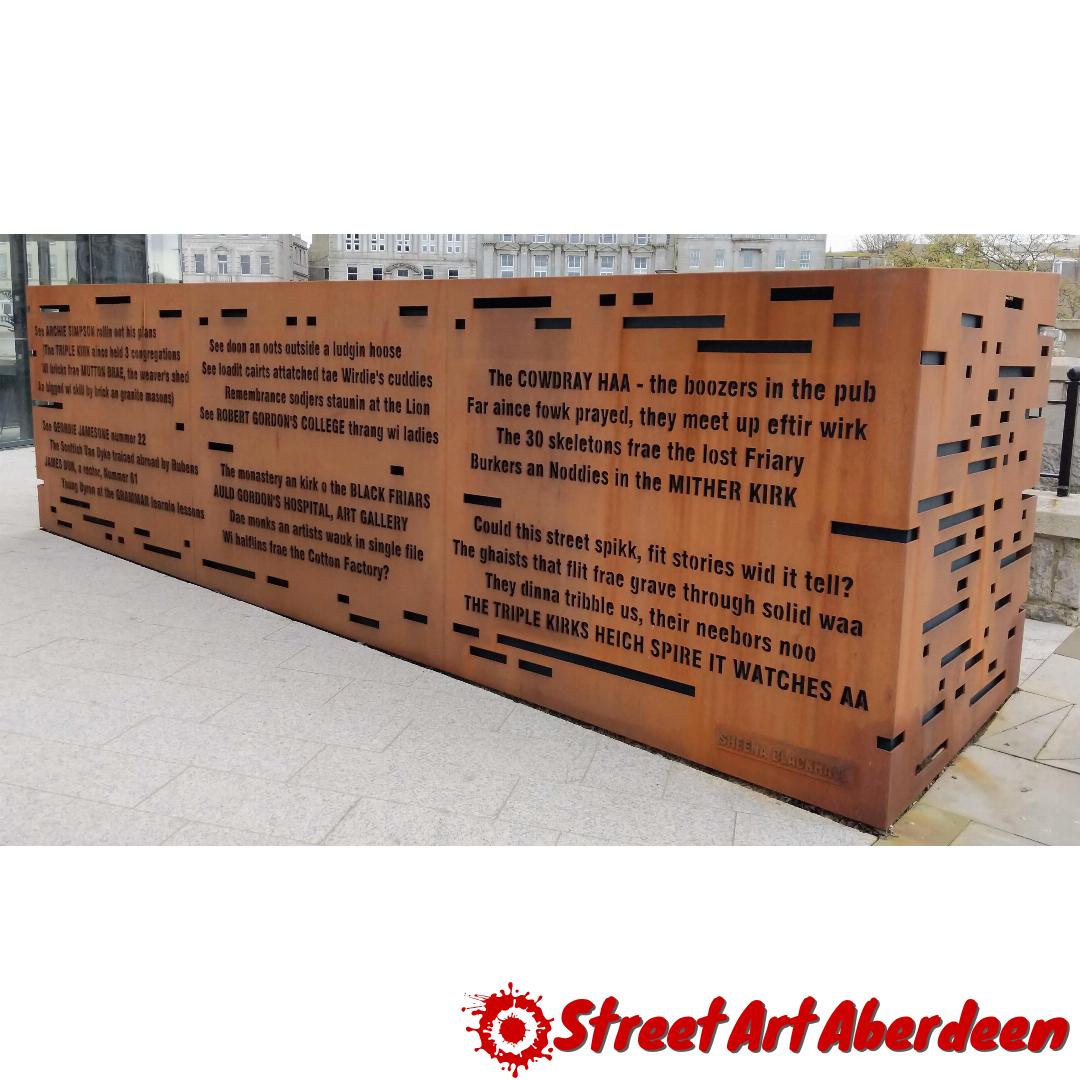 See ARCHIE SIMPSON rollin oot his plans
(The TRIPLE KIRK aince held 3 congregations
Wi bricks frae MUTTON BRAE, the weaver's shed
An biggit wi skill by brick an granite masons)
See GEORDIE JAMESONE nummer 22
The Scottish Van Dyke trained abroad by Rubens
JAMES DUN, a rector, Nummer 61
Young Byron at the GRAMMAR learnin lessons
See doon an oots outside a ludgin hoose
See loadit cairts attatched tae Wirdie's cuddies
Remembrance sodjers staunin at the Lion
See ROBERT GORDON'S COLLEGE thrang wi ladies
The monastery an kirk o the BLACK FRIARS
AULD GORDON'S HOSPITAL, ART GALLERY
Dae monks an artists wauk in single file
Wi halflins frae the Cotton Factory?
The COWDRAY HAA - the boozers in the pub
Far aince fowk prayed, they meet up eftir wirk
The 30 skeletons frae the lost Friary
Burkers an Noddies in the MITHER KIRK
Could this street spikk, fit stories wid it tell?
The ghaists that flit frae grave through solid waa
They dinna tribble us, their neebors noo
THE TRIPLE KIRKS HEICH SPIRE IT WATCHES AA
SHEENA BLACKHALL
Street Art Aberdeen